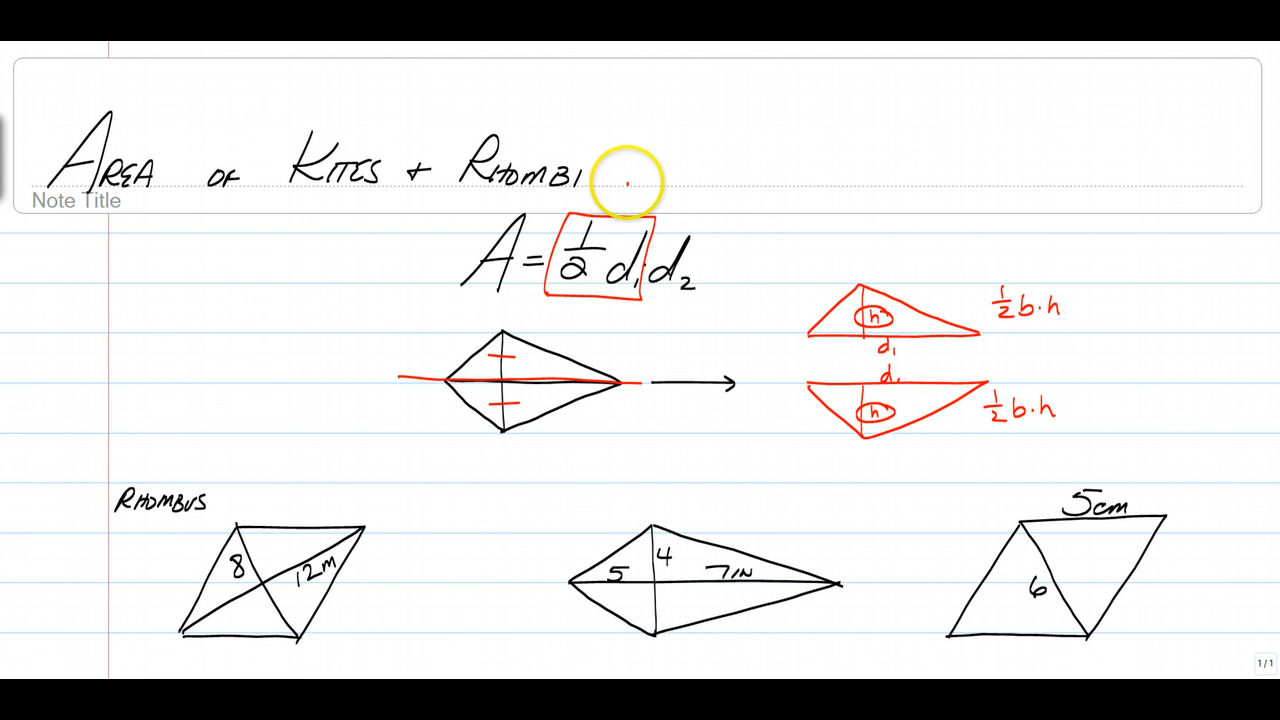 AREA OF KITES + RHOMBI
Note Title
A = 1/2 d₁ d₂
h
1/2 b·h
d₁
d₁
h
1/2 b·h
RHOMBUS
8
12m
5
4
7IN
5cm
6
1/1